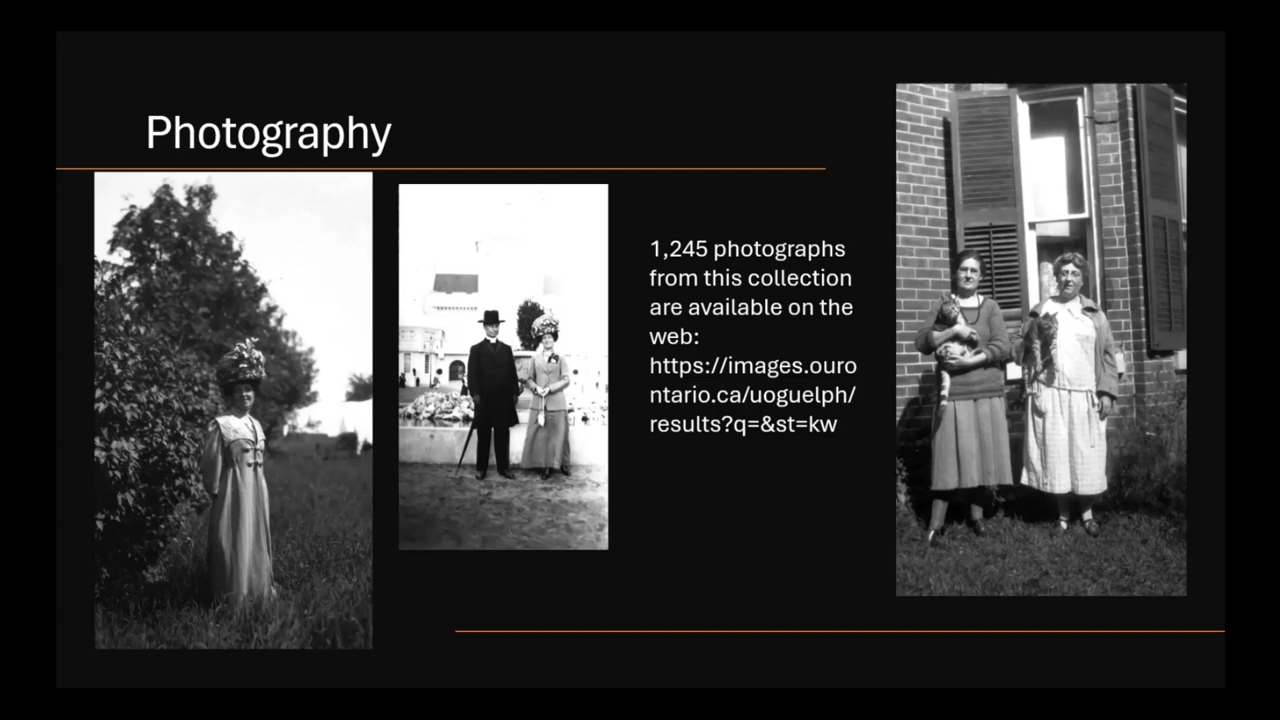 Photography
1,245 photographs
from this collection
are available on the
web:
https://images.ouro
ntario.ca/uoguelph/
results?q=&st=kw